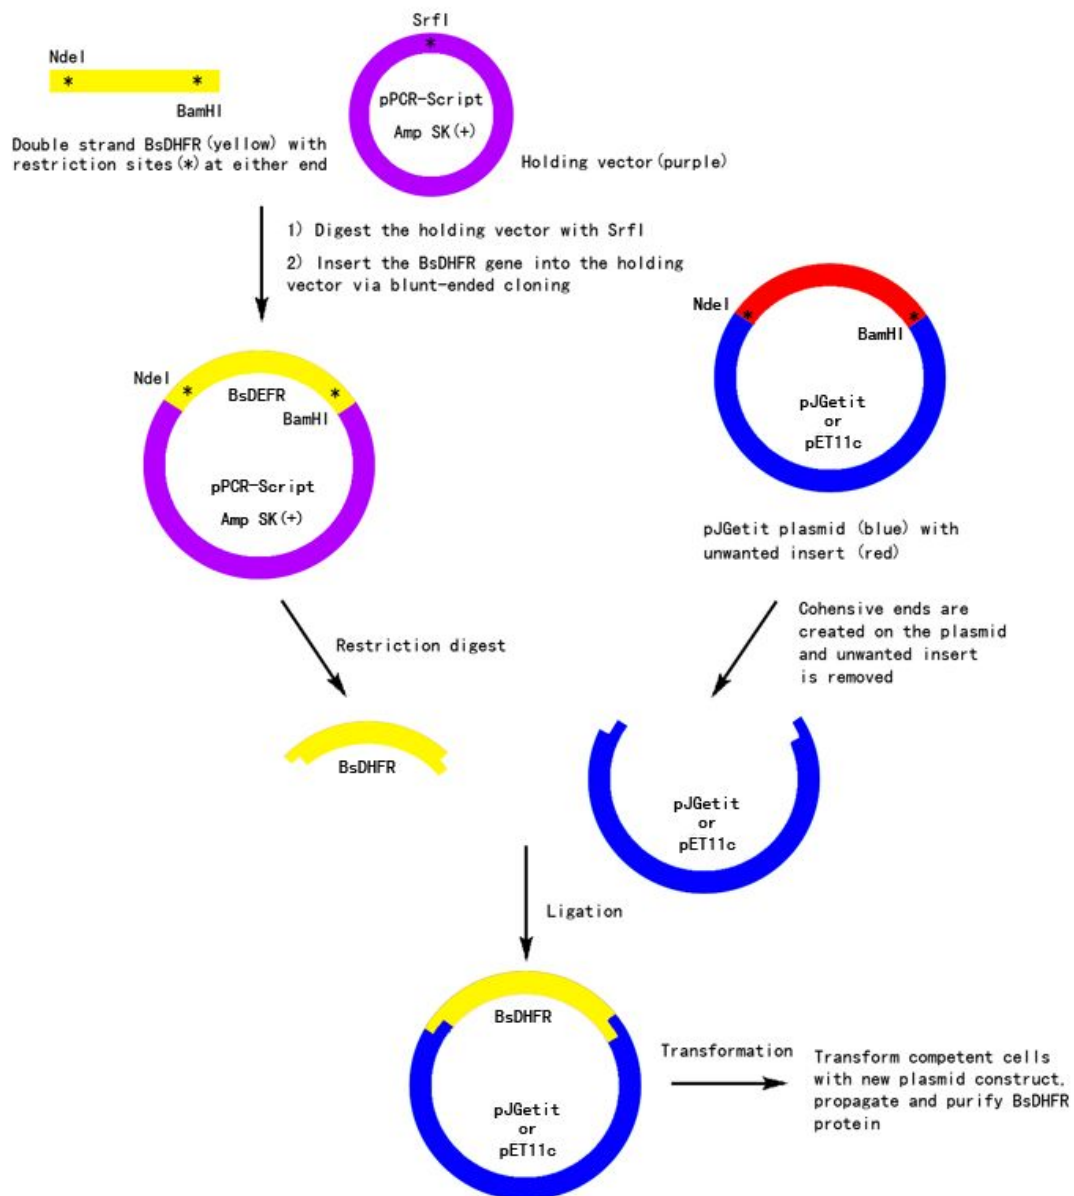 SrfI
NdeI
* *
BamHI
*
pPCR-Script
Amp SK(+)
Double strand BsDHFR(yellow) with
restriction sites(*)at either end
Holding vector(purple)
1) Digest the holding vector with SrfI
2) Insert the BsDHFR gene into the holding
vector via blunt-ended cloning
NdeI
*
*
BamHI
pJGetit
or
pET11c
pJGetit plasmid (blue) with
unwanted insert (red)
NdeI
*
*
BsDEFR
BamHI
pPCR-Script
Amp SK(+)
Restriction digest
Cohensive ends are
created on the plasmid
and unwanted insert
is removed
BsDHFR
pJGetit
or
pET11c
Ligation
BsDHFR
pJGetit
or
pET11c
Transformation
Transform competent cells
with new plasmid construct,
propagate and purify BsDHFR
protein